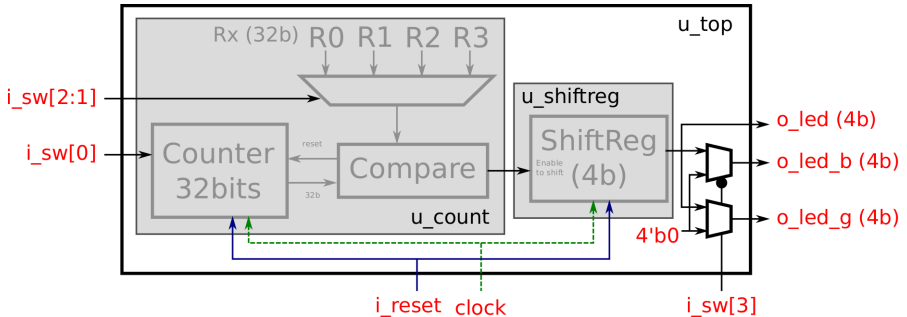 u_top
Rx (32b) R0 R1 R2 R3
i_sw[2:1]
u_shiftreg
o_led (4b)
i_sw[0]
Counter
32bits
reset
32b
Compare
ShiftReg
(4b)
Enable
to shift
o_led_b (4b)
u_count
4'b0
o_led_g (4b)
i_reset
clock
i_sw[3]